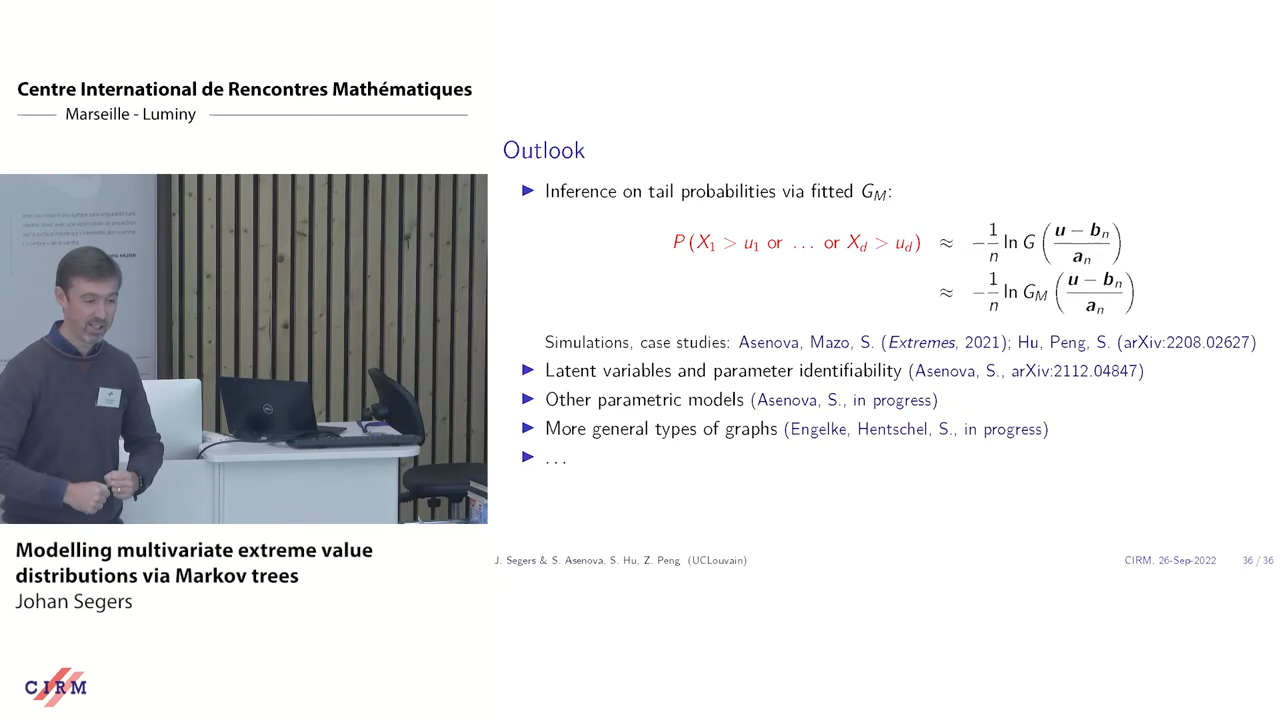 Centre International de Rencontres Mathématiques
Marseille - Luminy
Outlook
▶ Inference on tail probabilities via fitted G_M:
P (X_1 > u_1 or … or X_d > u_d) ≈ −1/n ln G ((u − b_n)/a_n)
≈ −1/n ln G_M ((u − b_n)/a_n)
Simulations, case studies: Asenova, Mazo, S. (Extremes, 2021); Hu, Peng, S. (arXiv:2208.02627)
▶ Latent variables and parameter identifiability (Asenova, S., arXiv:2112.04847)
▶ Other parametric models (Asenova, S., in progress)
▶ More general types of graphs (Engelke, Hentschel, S., in progress)
▶ . . .
J. Segers & S. Asenova, S. Hu, Z. Peng (UCLouvain) CIRM, 26-Sep-2022 36 / 36
Modelling multivariate extreme value
distributions via Markov trees
Johan Segers
CIRM